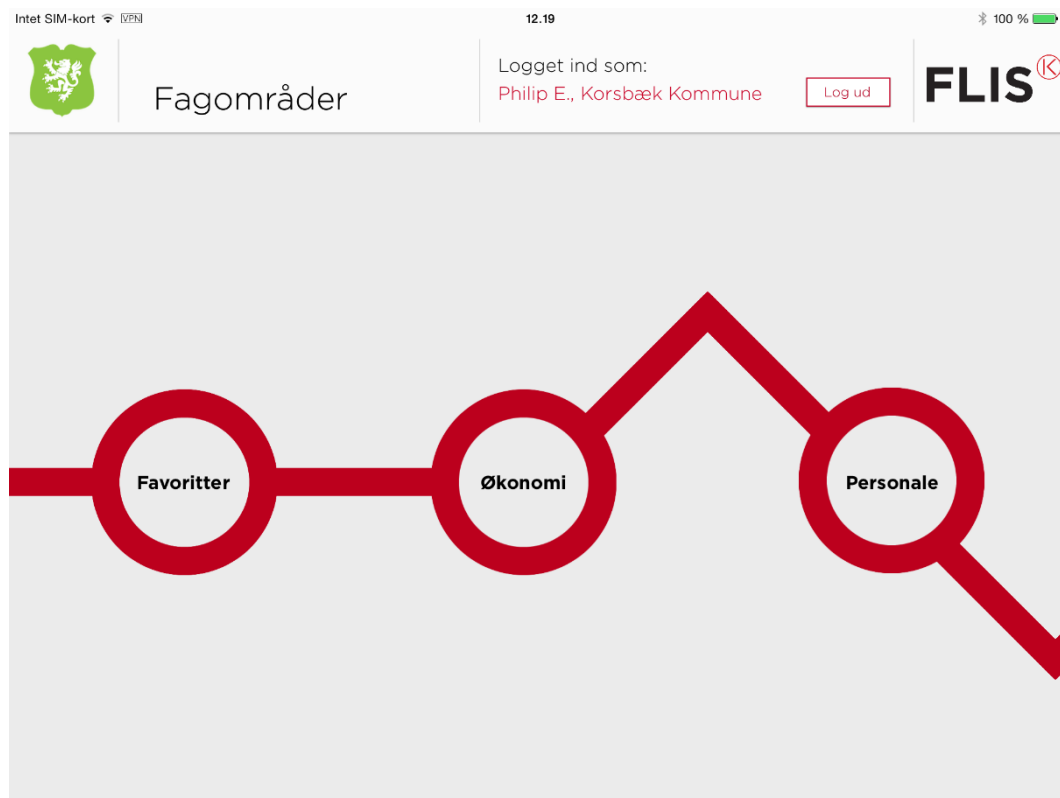 Intet SIM-kort VPN
12.19
100 %
Fagområder
Logget ind som:
Philip E., Korsbæk Kommune
Log ud
FLIS K
Favoritter
Økonomi
Personale